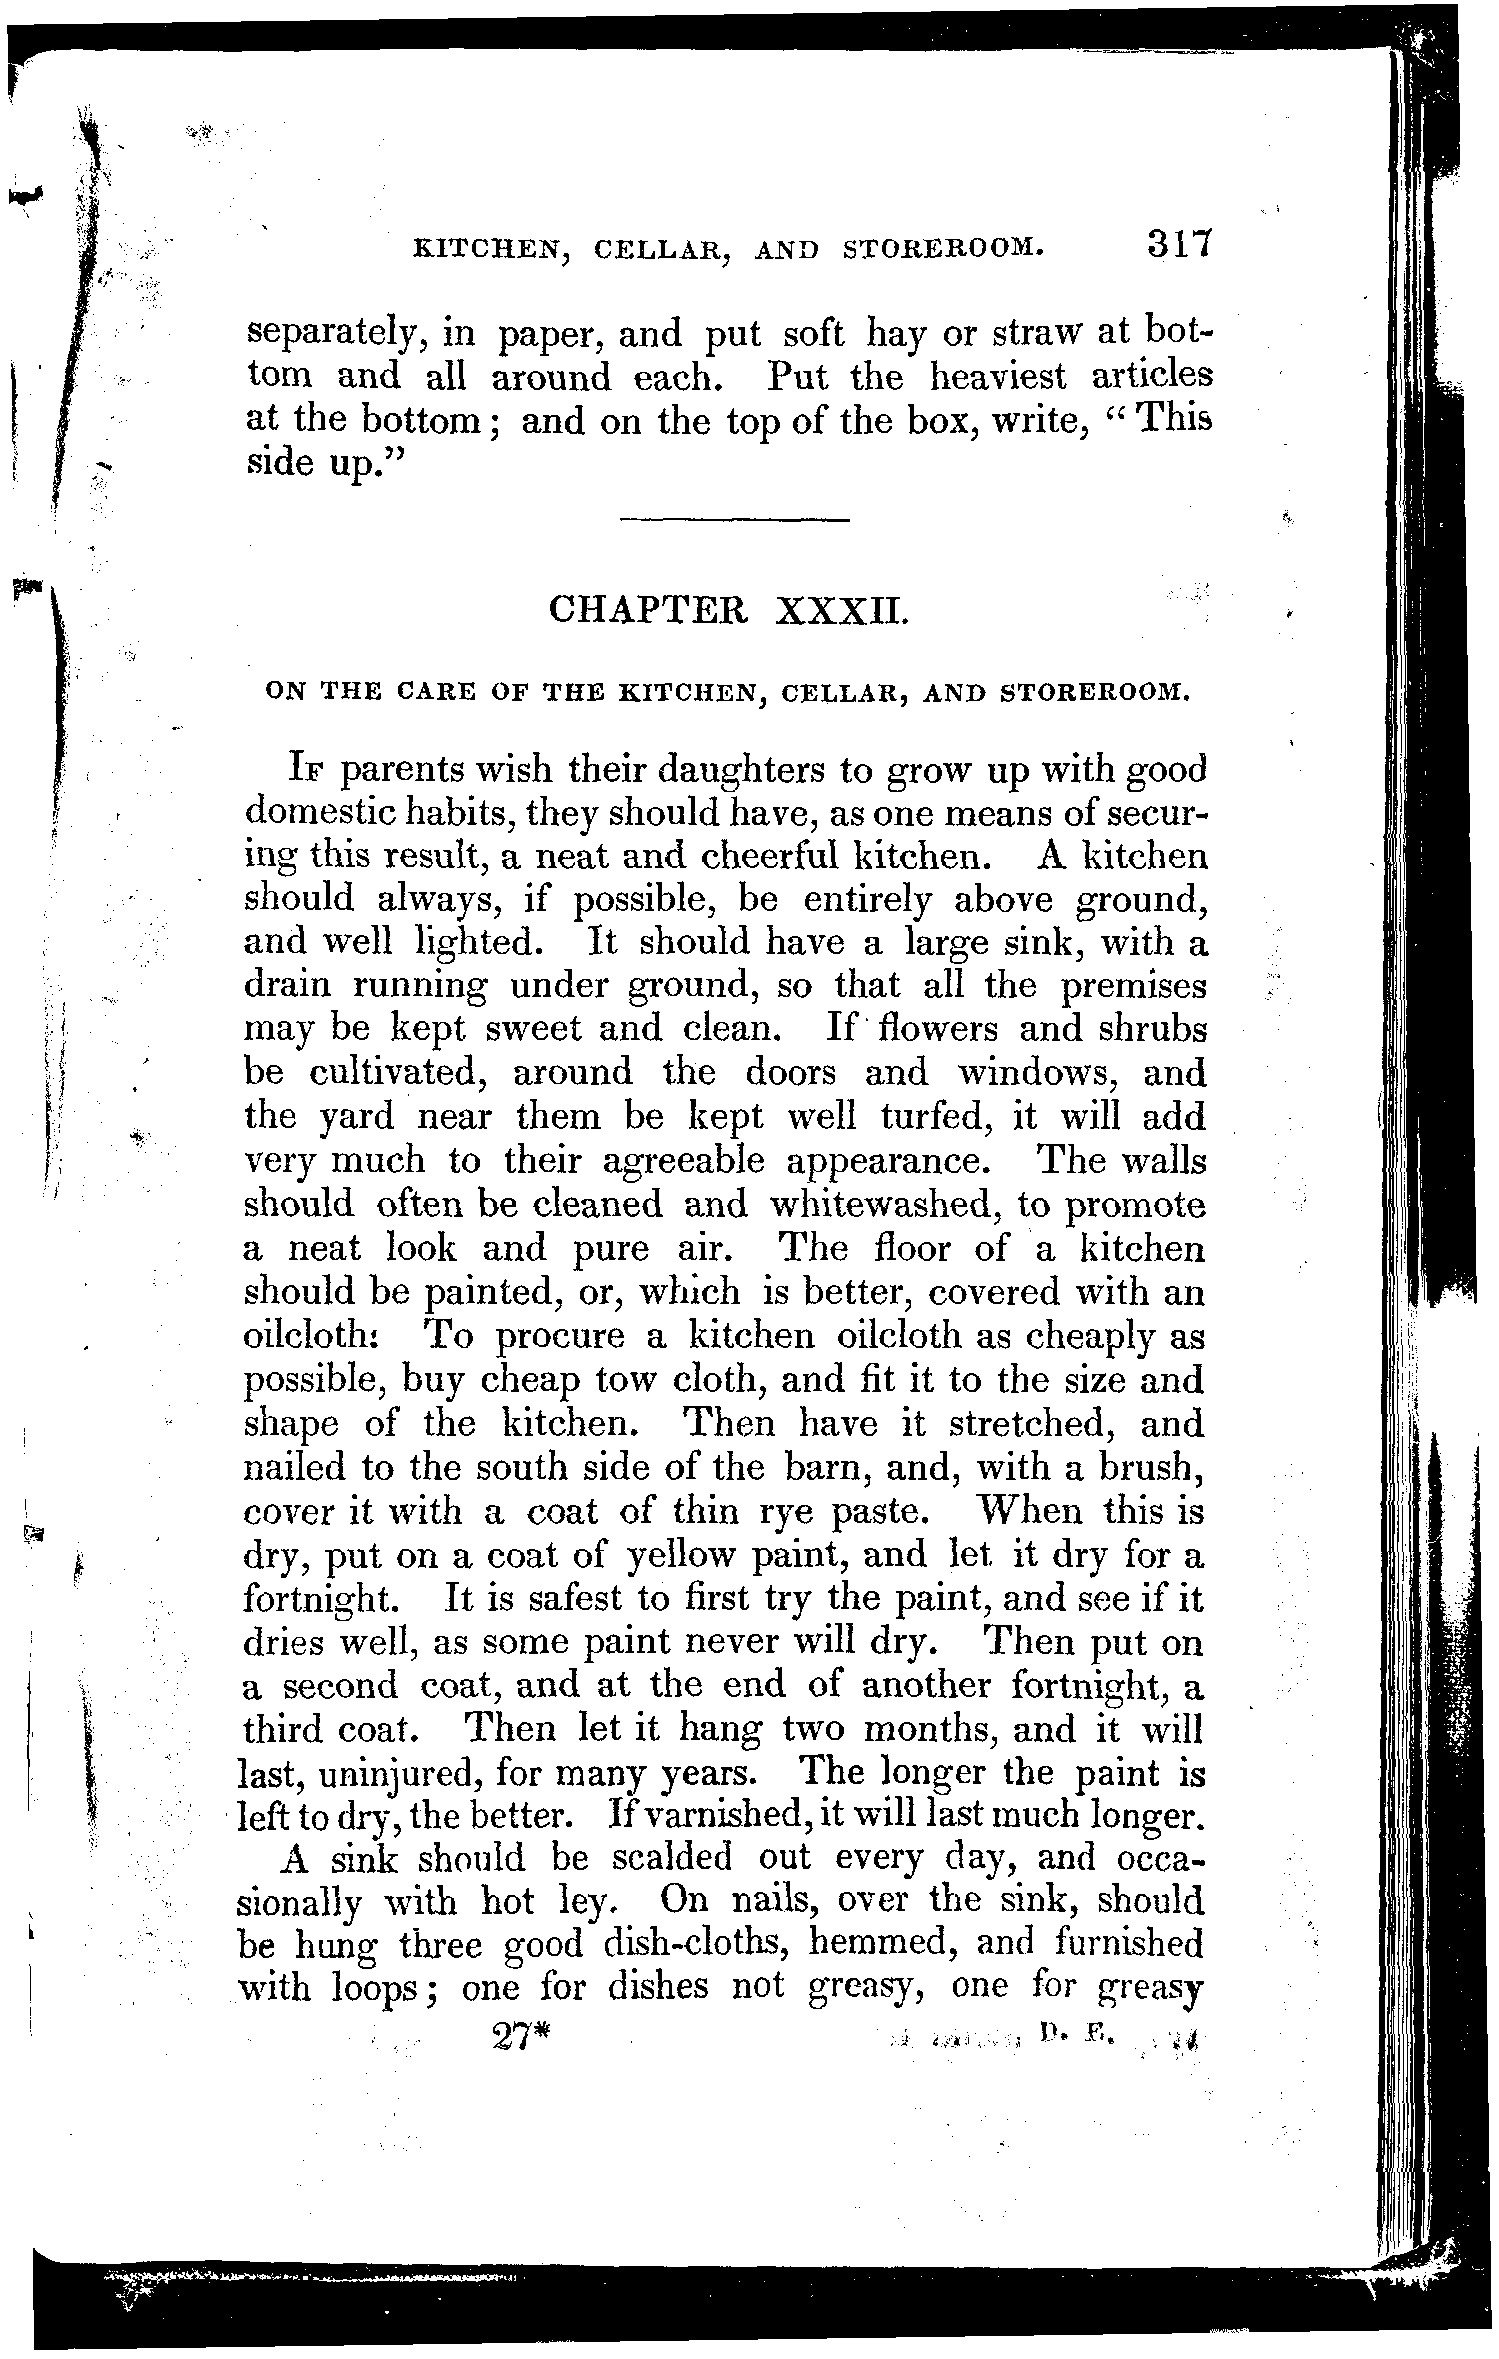 KITCHEN, CELLAR, AND STOREROOM. 317
separately, in paper, and put soft hay or straw at bot-
tom and all around each. Put the heaviest articles
at the bottom; and on the top of the box, write, “This
side up.”
CHAPTER XXXII.
ON THE CARE OF THE KITCHEN, CELLAR, AND STOREROOM.
IF parents wish their daughters to grow up with good
domestic habits, they should have, as one means of secur-
ing this result, a neat and cheerful kitchen. A kitchen
should always, if possible, be entirely above ground,
and well lighted. It should have a large sink, with a
drain running under ground, so that all the premises
may be kept sweet and clean. If flowers and shrubs
be cultivated, around the doors and windows, and
the yard near them be kept well turfed, it will add
very much to their agreeable appearance. The walls
should often be cleaned and whitewashed, to promote
a neat look and pure air. The floor of a kitchen
should be painted, or, which is better, covered with an
oilcloth: To procure a kitchen oilcloth as cheaply as
possible, buy cheap tow cloth, and fit it to the size and
shape of the kitchen. Then have it stretched, and
nailed to the south side of the barn, and, with a brush,
cover it with a coat of thin rye paste. When this is
dry, put on a coat of yellow paint, and let it dry for a
fortnight. It is safest to first try the paint, and see if it
dries well, as some paint never will dry. Then put on
a second coat, and at the end of another fortnight, a
third coat. Then let it hang two months, and it will
last, uninjured, for many years. The longer the paint is
left to dry, the better. If varnished, it will last much longer.
A sink should be scalded out every day, and occa-
sionally with hot ley. On nails, over the sink, should
be hung three good dish-cloths, hemmed, and furnished
with loops; one for dishes not greasy, one for greasy
27* D. E.